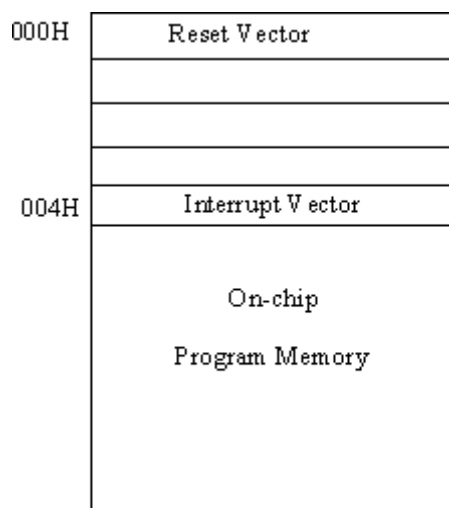 000H
Reset Vector
004H
Interrupt Vector
On-chip
Program Memory